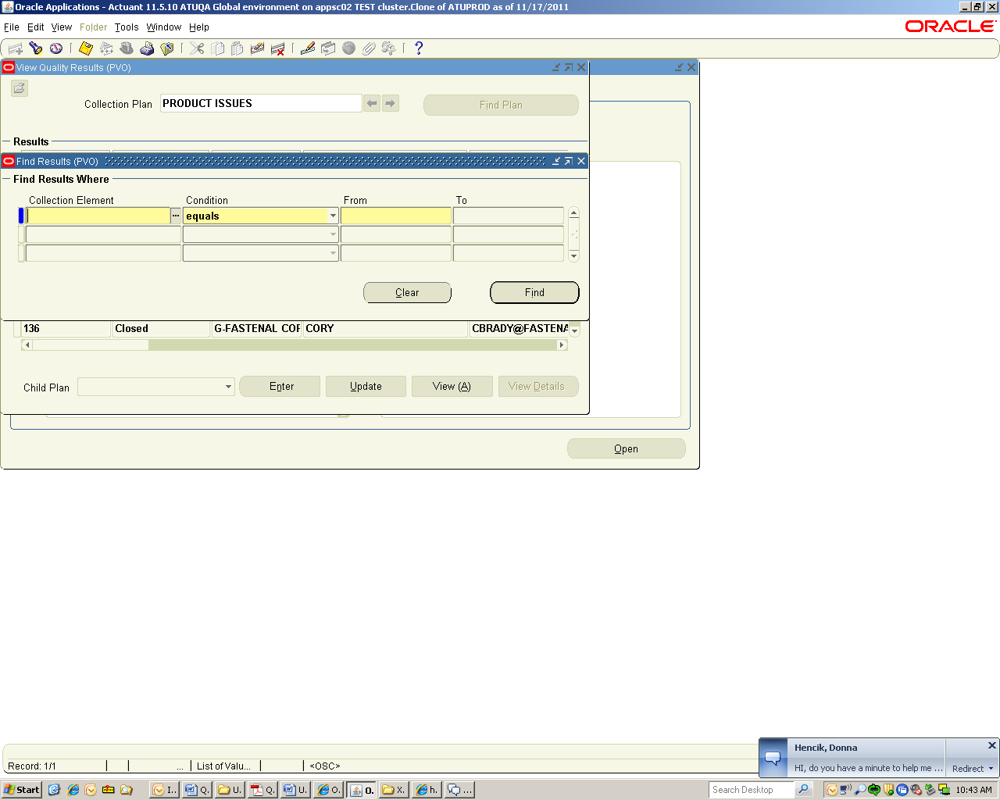 Oracle Applications - Actuant 11.5.10 ATUQA Global environment on appsc02 TEST cluster.Clone of ATUPROD as of 11/17/2011
File Edit View Folder Tools Window Help
ORACLE
View Quality Results (PVO)
Collection Plan PRODUCT ISSUES Find Plan
Results
Find Results (PVO)
Find Results Where
Collection Element Condition From To
... equals
Clear Find
136 Closed G-FASTENAL COR CORY CBRADY@FASTENA
Child Plan Enter Update View (A) View Details
Open
Hencik, Donna
HI, do you have a minute to help me ... Redirect
Record: 1/1 ... List of Valu... <OSC>
Start I... Q. U. Q. U. O. O. X. h. ... Search Desktop 10:43 AM